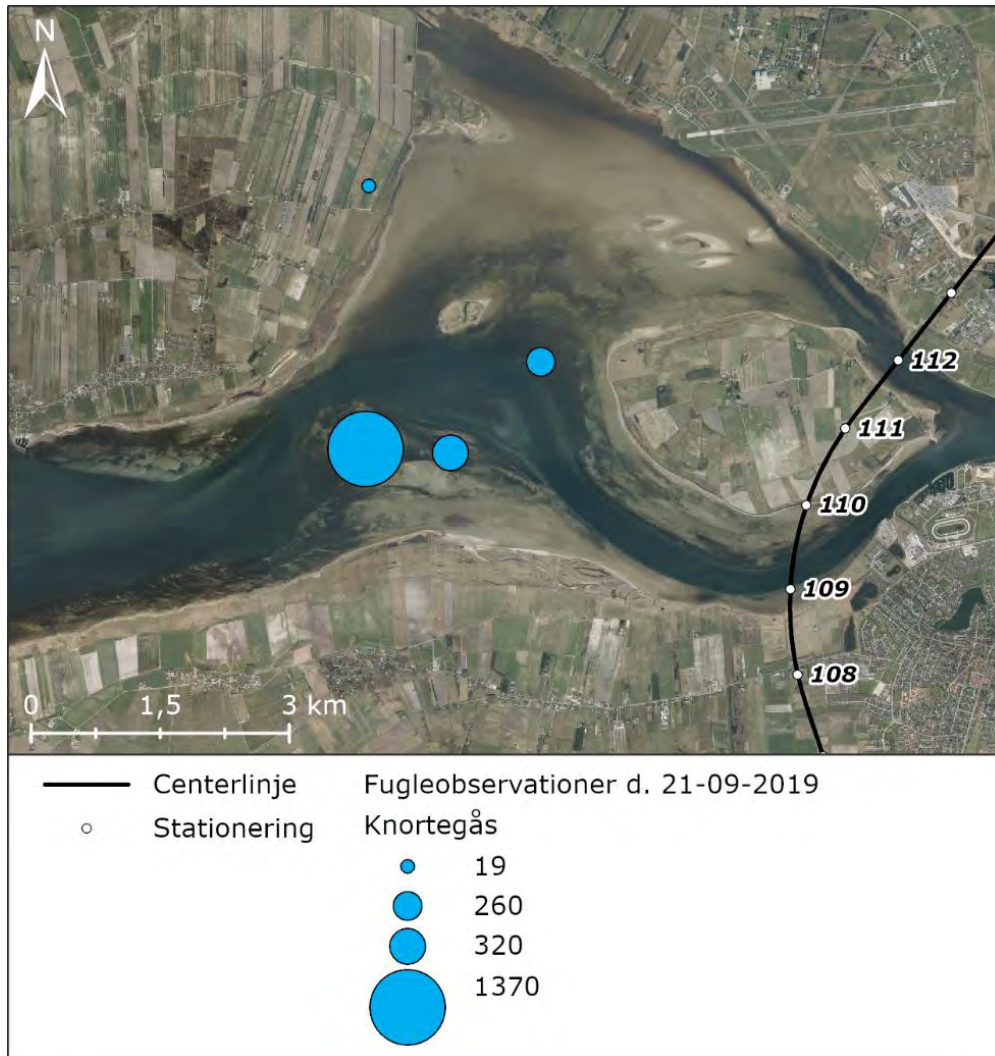 N
112
111
110
109
108
0 1,5 3 km
Centerlinje
Stationering
Fugleobservationer d. 21-09-2019
Knortegås
19
260
320
1370